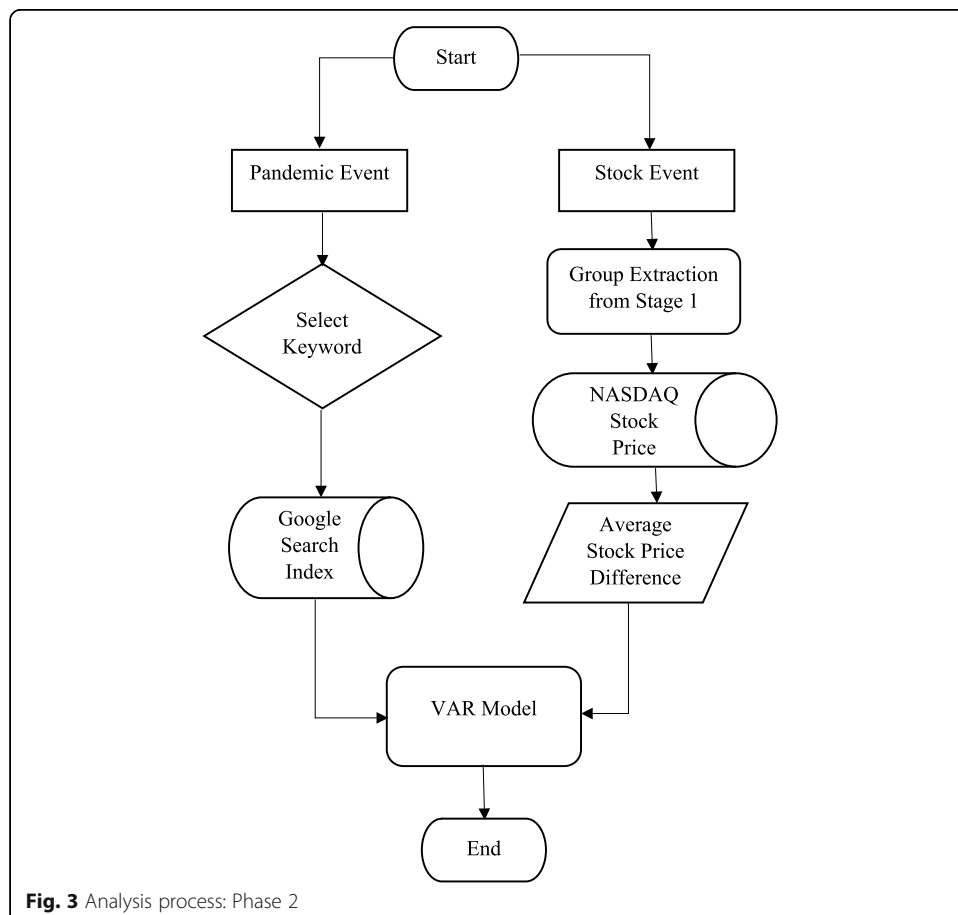 Start
Pandemic Event
Stock Event
Group Extraction
from Stage 1
Select
Keyword
NASDAQ
Stock
Price
Google
Search
Index
Average
Stock Price
Difference
VAR Model
End
Fig. 3 Analysis process: Phase 2